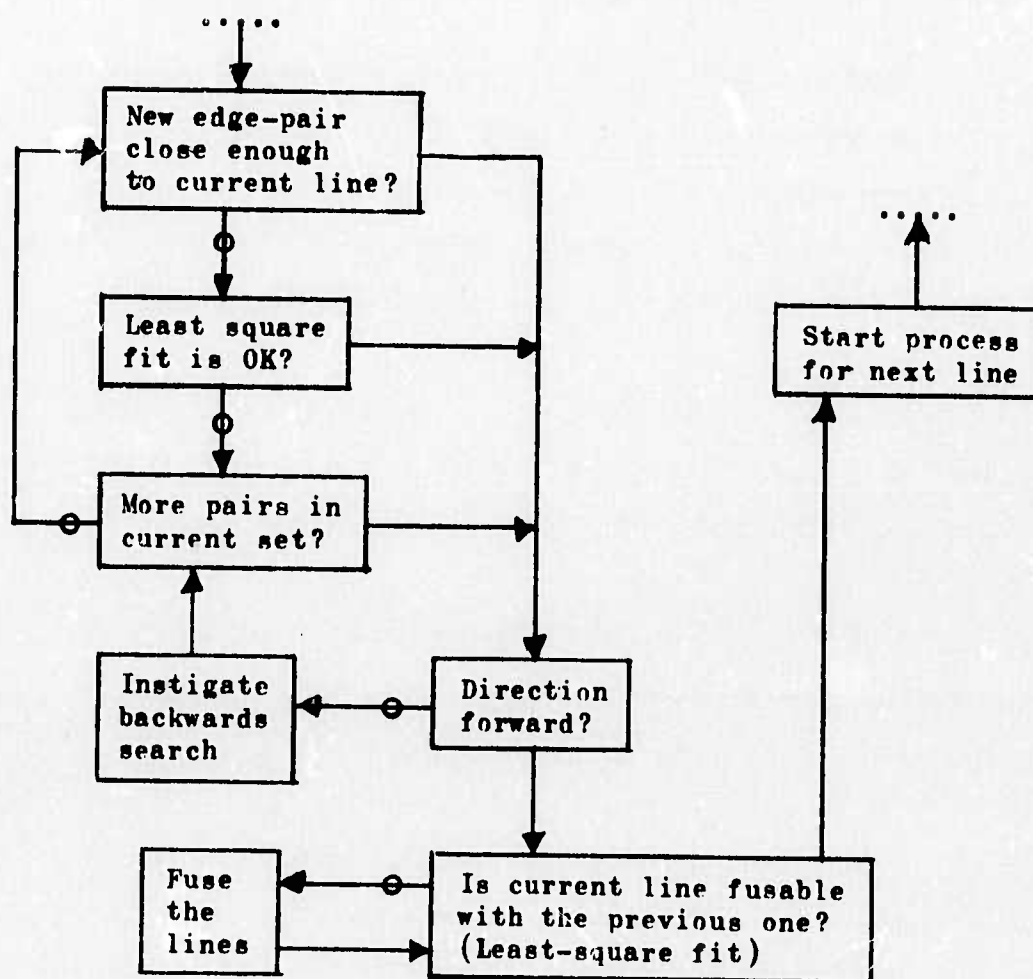 New edge-pair
close enough
to current line?
Least square
fit is OK?
More pairs in
current set?
Instigate
backwards
search
Direction
forward?
Fuse
the
lines
Is current line fusable
with the previous one?
(Least-square fit)
Start process
for next line